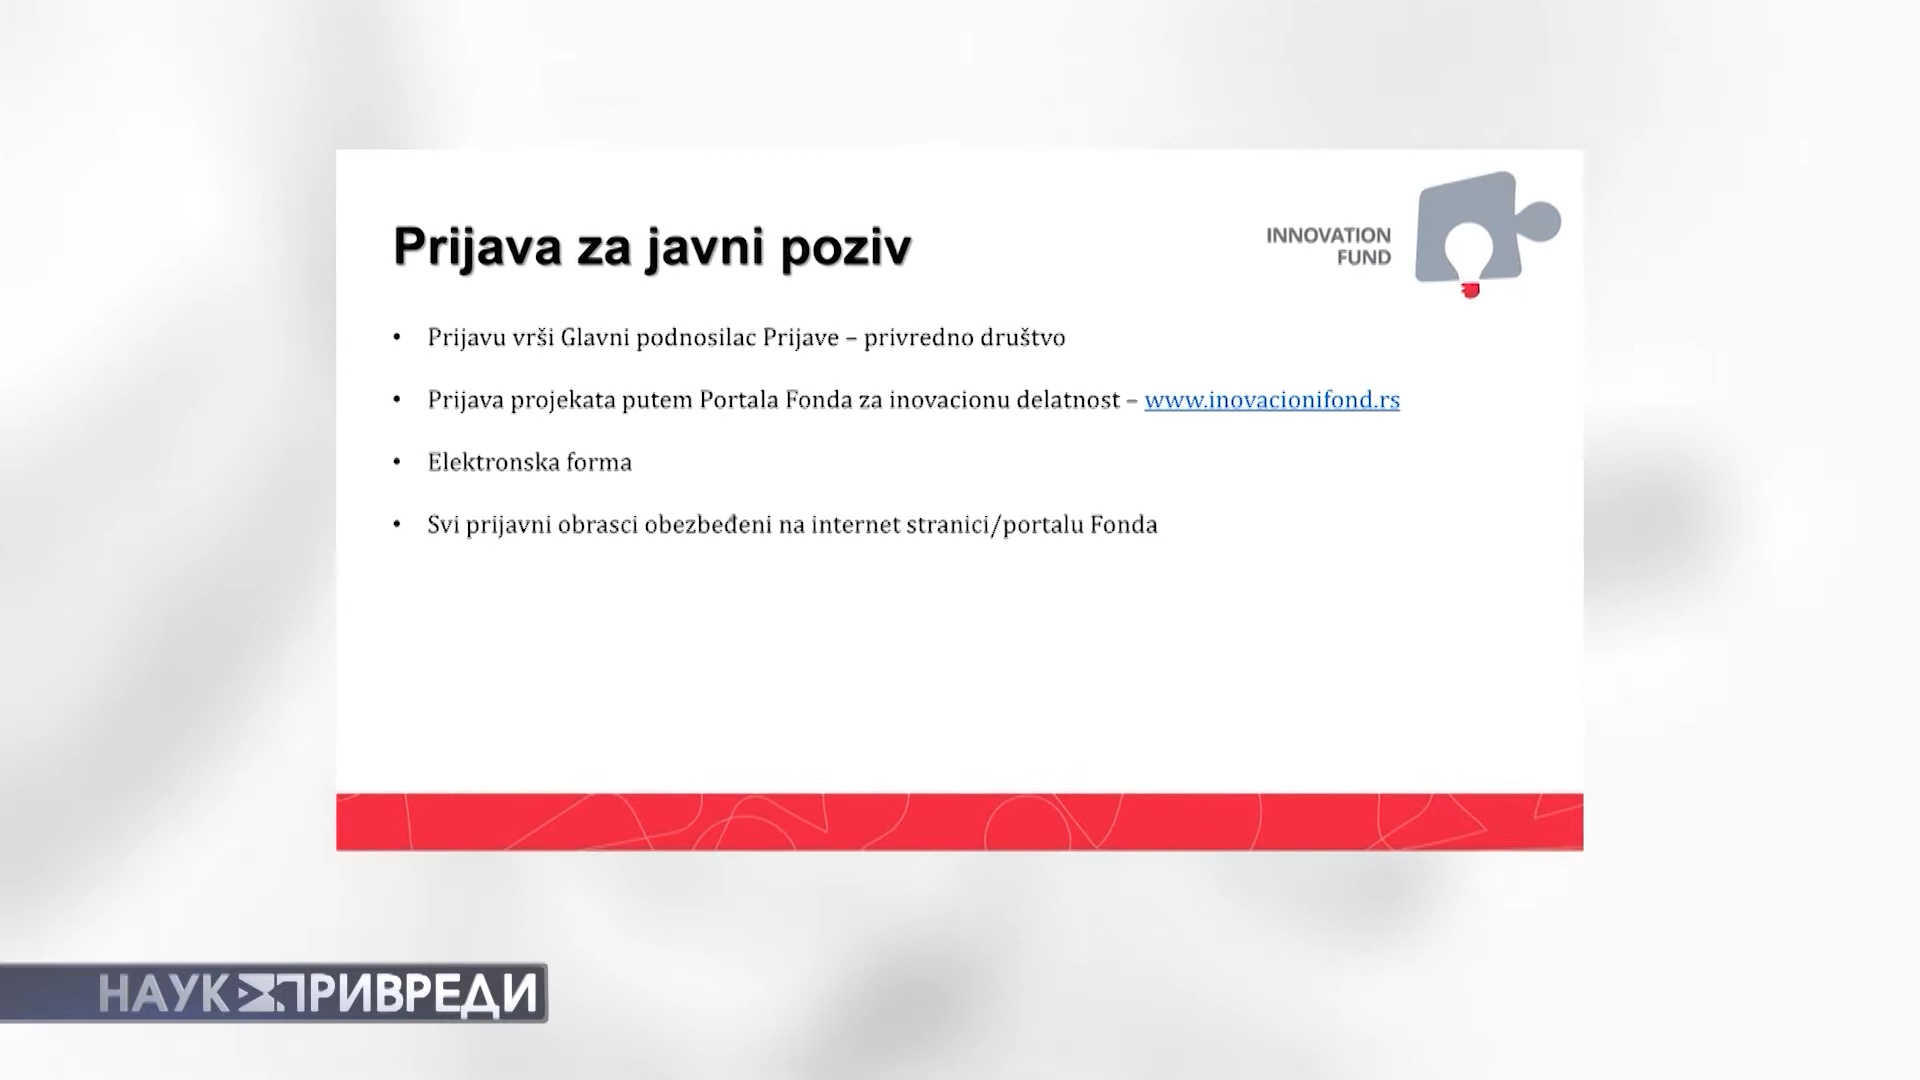 Prijava za javni poziv
INNOVATION
FUND
• Prijavu vrši Glavni podnosilac Prijave – privredno društvo
• Prijava projekata putem Portala Fonda za inovacionu delatnost – www.inovacionifond.rs
• Elektronska forma
• Svi prijavni obrasci obezbeđeni na internet stranici/portalu Fonda
НАУК ПРИВРЕДИ